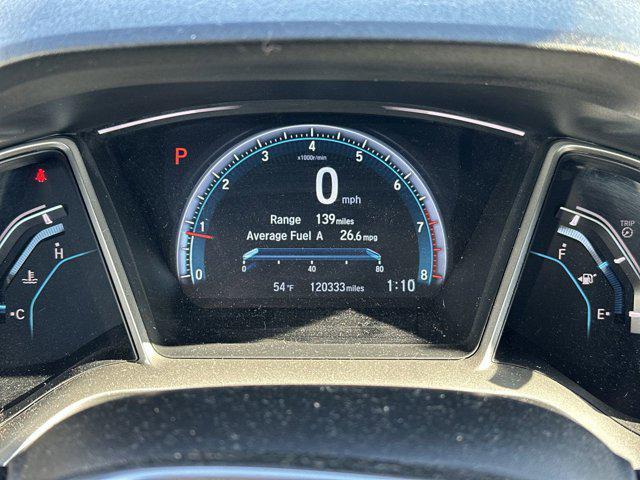 P
4
3
5
x1000r/min
2
6
0 mph
1
7
Range 139 miles
Average Fuel A 26.6 mpg
0
8
0 40 80
54°F 120333 miles 1:10
H
C
TRIP
F
E